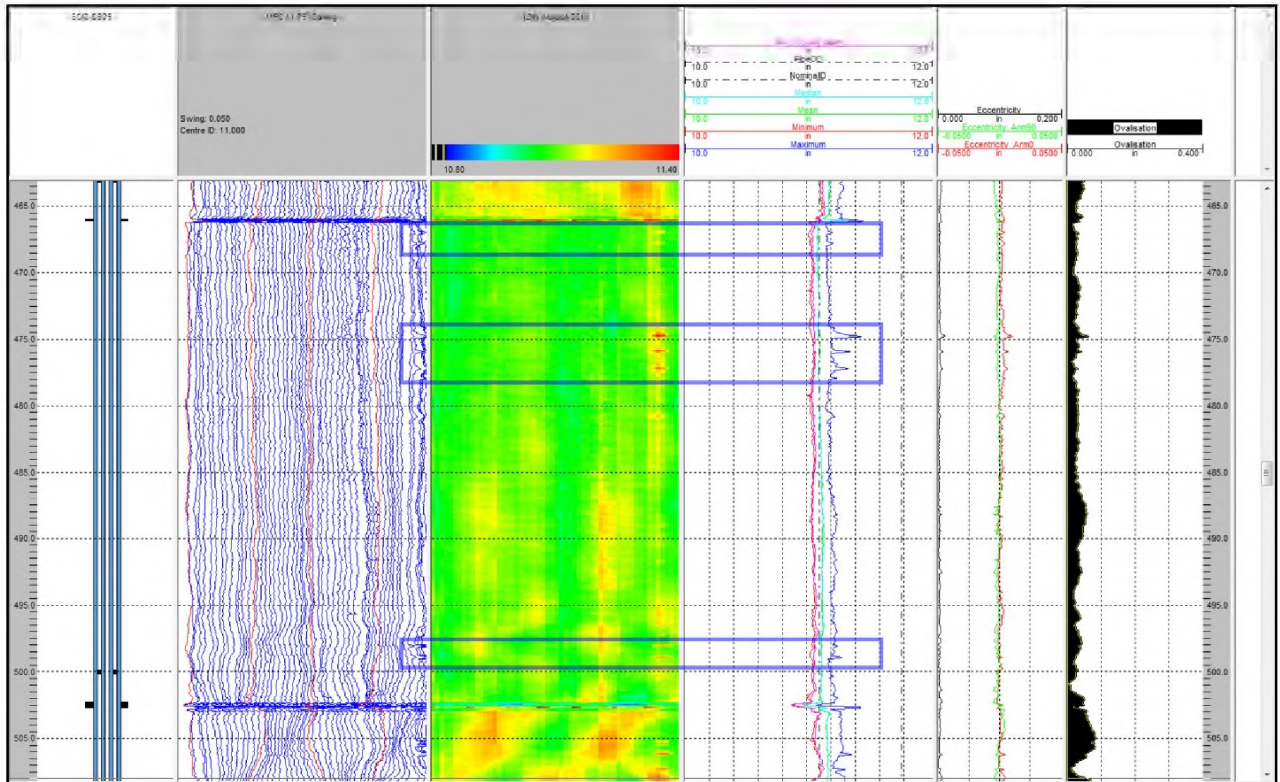 Swing: 0.050
Centre ID: 11.000
10.80 11.40
10.0 in
10.0 in
NominalID
10.0 in 12.0
Median
10.0 in 12.0
Mean
10.0 in 12.0
Minimum
10.0 in 12.0
Maximum
10.0 in 12.0
Eccentricity
0.000 in 0.200
Eccentricity_Arm90
-0.0500 in 0.0500
Eccentricity_Arm0
-0.0500 in 0.0500
Ovalisation
Ovalisation
0.000 in 0.400
465.0 465.0
470.0 470.0
475.0 475.0
480.0 480.0
485.0 485.0
490.0 490.0
495.0 495.0
500.0 500.0
505.0 505.0